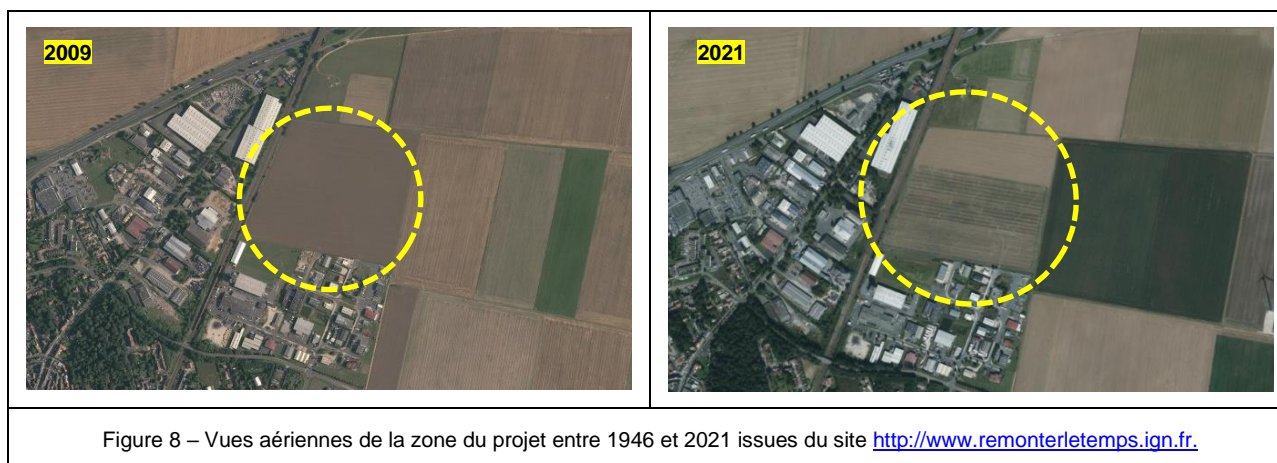 2009
2021
Figure 8 – Vues aériennes de la zone du projet entre 1946 et 2021 issues du site http://www.remonterletemps.ign.fr.